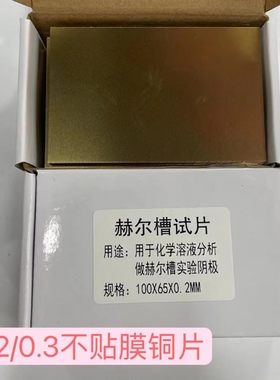 赫尔槽试片
用途：用于化学溶液分析
做赫尔槽实验阴极
规格：100X65X0.2MM
2/0.3不贴膜铜片